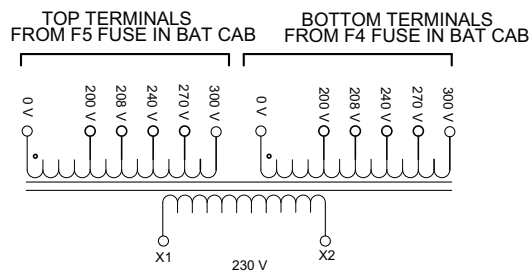 TOP TERMINALS
FROM F5 FUSE IN BAT CAB
BOTTOM TERMINALS
FROM F4 FUSE IN BAT CAB
0 V
200 V
208 V
240 V
270 V
300 V
0 V
200 V
208 V
240 V
270 V
300 V
X1
X2
230 V